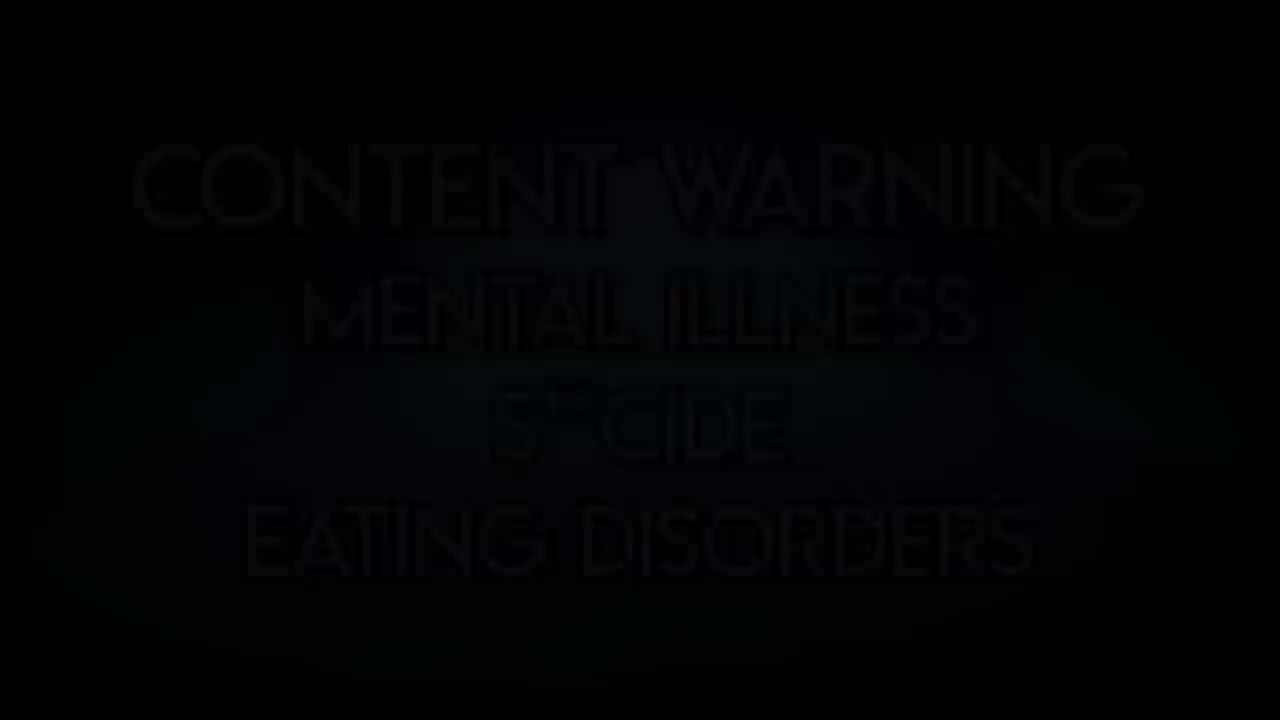 CONTENT WARNING
MENTAL ILLNESS
S**CIDE
EATING DISORDERS